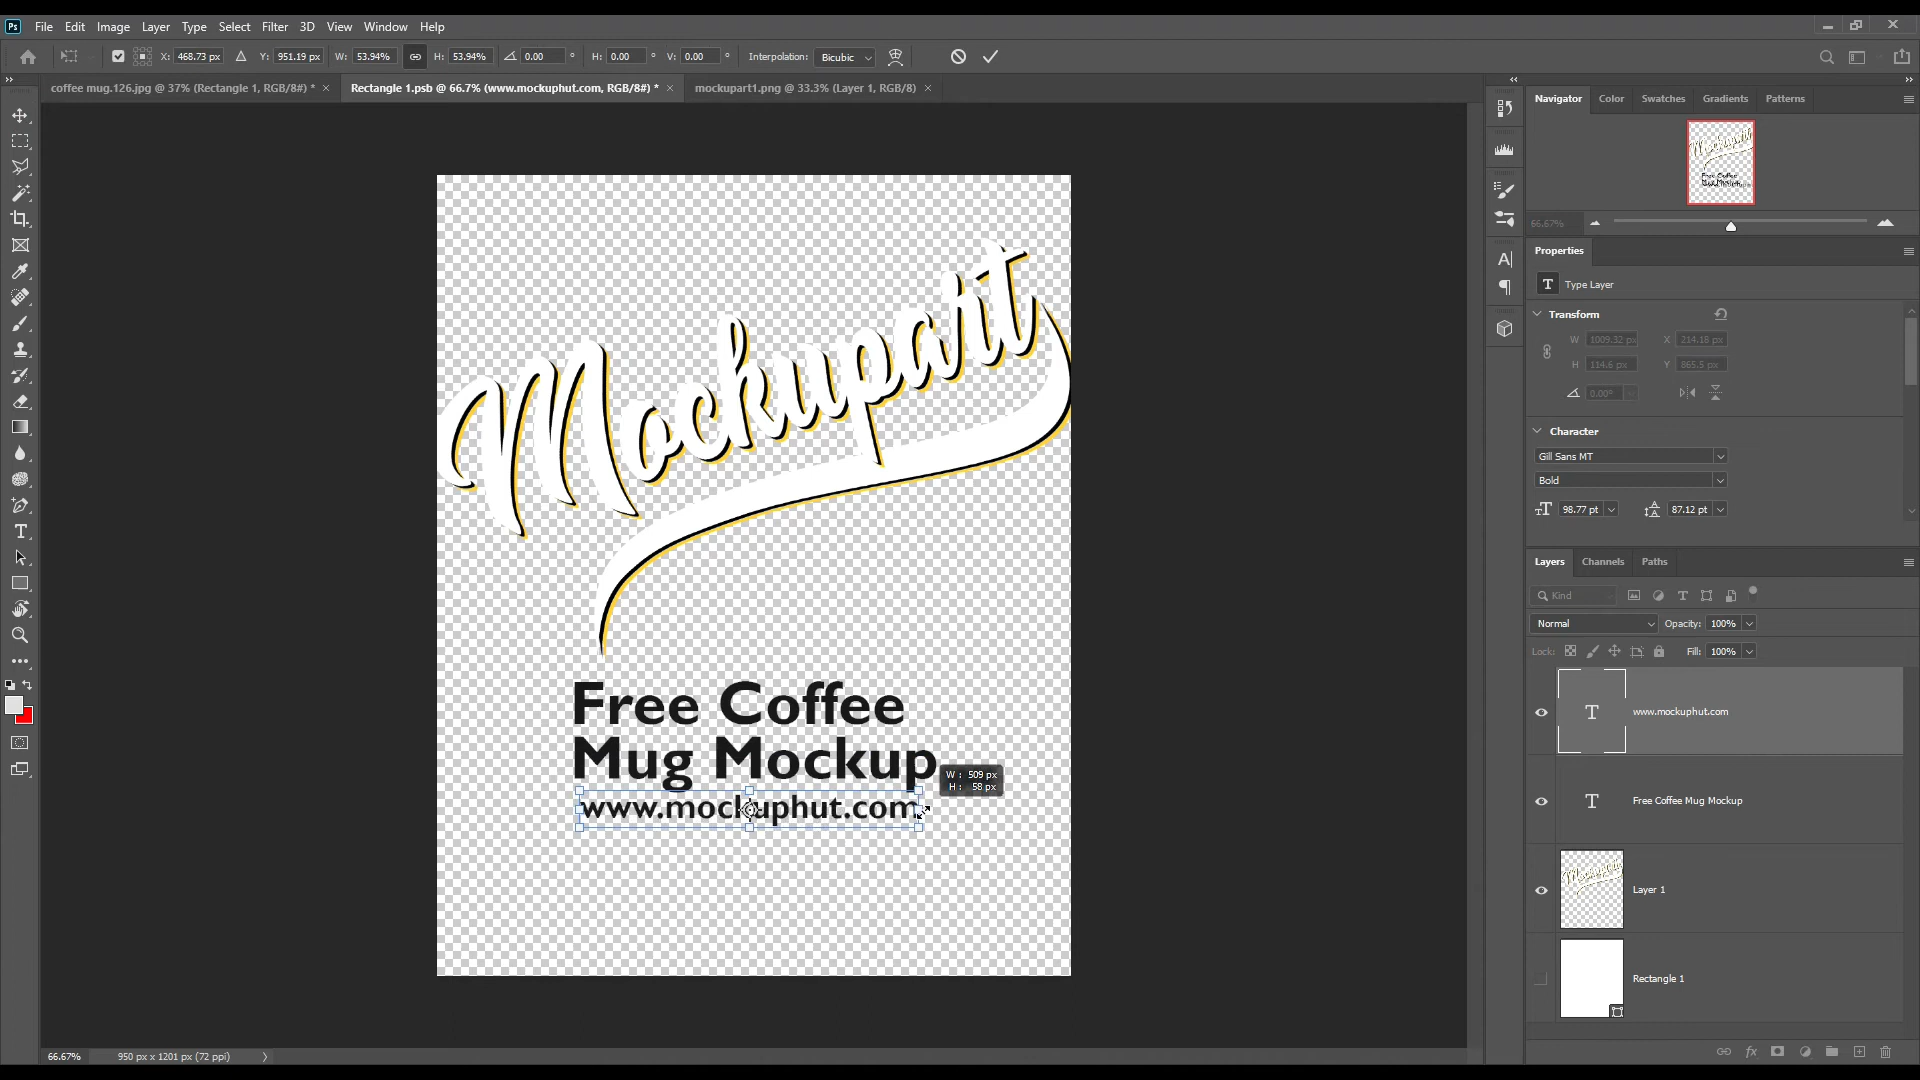 Ps File Edit Image Layer Type Select Filter 3D View Window Help
X: 468.73 px Y: 951.19 px W: 53.94% H: 53.94% 0.00 ° H: 0.00 ° V: 0.00 ° Interpolation: Bicubic
coffee mug.126.jpg @ 37% (Rectangle 1, RGB/8#) * × Rectangle 1.psb @ 66.7% (www.mockuphut.com, RGB/8#) * × mockupart1.png @ 33.3% (Layer 1, RGB/8) ×
Navigator Color Swatches Gradients Patterns
66.67%
Properties
T Type Layer
Transform
W 1009.32 px X 214.18 px
H 114.6 px Y 865.5 px
0.00°
Character
Gill Sans MT
Bold
98.77 pt 87.12 pt
Layers Channels Paths
Kind
Normal Opacity: 100%
Lock: Fill: 100%
T www.mockuphut.com
T Free Coffee Mug Mockup
Layer 1
Rectangle 1
Mockupart
Free Coffee
Mug Mockup
W : 509 px
H : 58 px
www.mockuphut.com
66.67% 950 px x 1201 px (72 ppi)